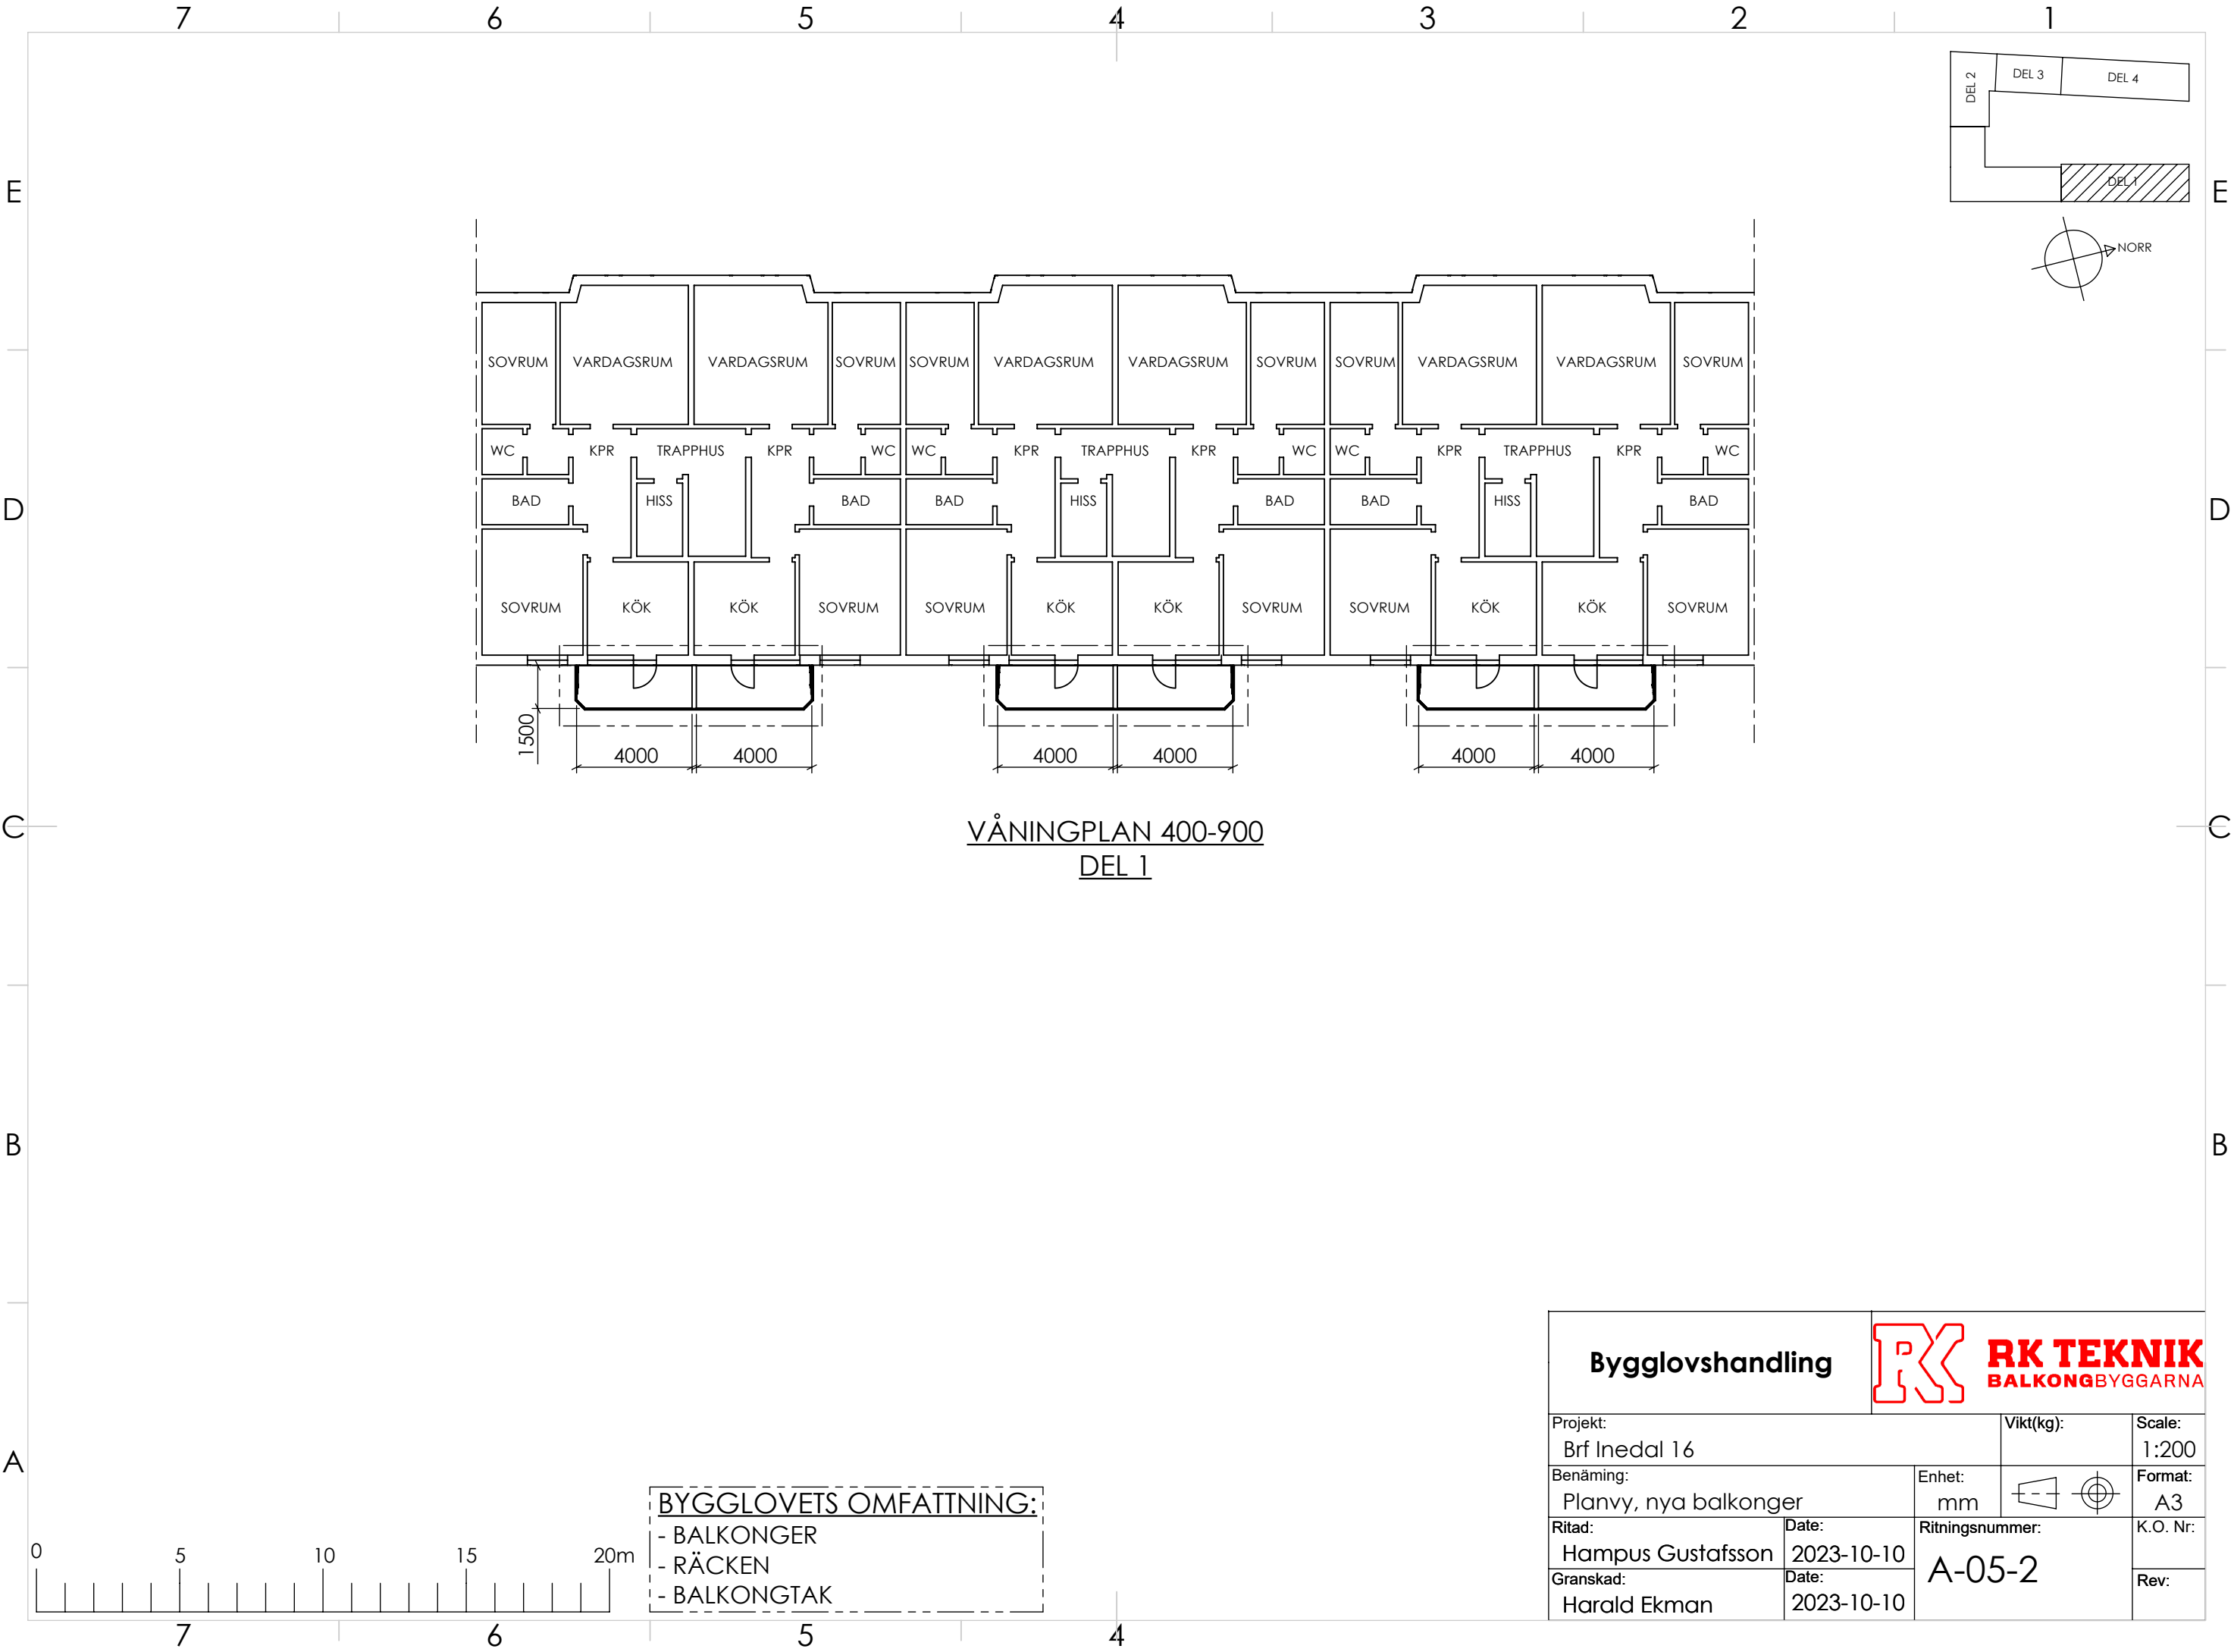 7 6 5 4 3 2 1
DEL 2
DEL 3
DEL 4
DEL 1
E E
NORR
SOVRUM VARDAGSRUM VARDAGSRUM SOVRUM SOVRUM VARDAGSRUM VARDAGSRUM SOVRUM SOVRUM VARDAGSRUM VARDAGSRUM SOVRUM
WC KPR TRAPPHUS KPR WC WC KPR TRAPPHUS KPR WC WC KPR TRAPPHUS KPR WC
BAD HISS BAD BAD HISS BAD BAD HISS BAD
D D
SOVRUM KÖK KÖK SOVRUM SOVRUM KÖK KÖK SOVRUM SOVRUM KÖK KÖK SOVRUM
1500
4000 4000 4000 4000 4000 4000
C C
VÅNINGPLAN 400-900
DEL 1
B B
A
0 5 10 15 20m
BYGGLOVETS OMFATTNING:
- BALKONGER
- RÄCKEN
- BALKONGTAK
Bygglovshandling
RK
RK TEKNIK
BALKONGBYGGARNA
Projekt:
Brf Inedal 16
Vikt(kg):
Scale:
1:200
Benäming:
Planvy, nya balkonger
Enhet:
mm
Format:
A3
Ritad:
Hampus Gustafsson
Date:
2023-10-10
Ritningsnummer:
A-05-2
K.O. Nr:
Granskad:
Harald Ekman
Date:
2023-10-10
Rev:
7 6 5 4